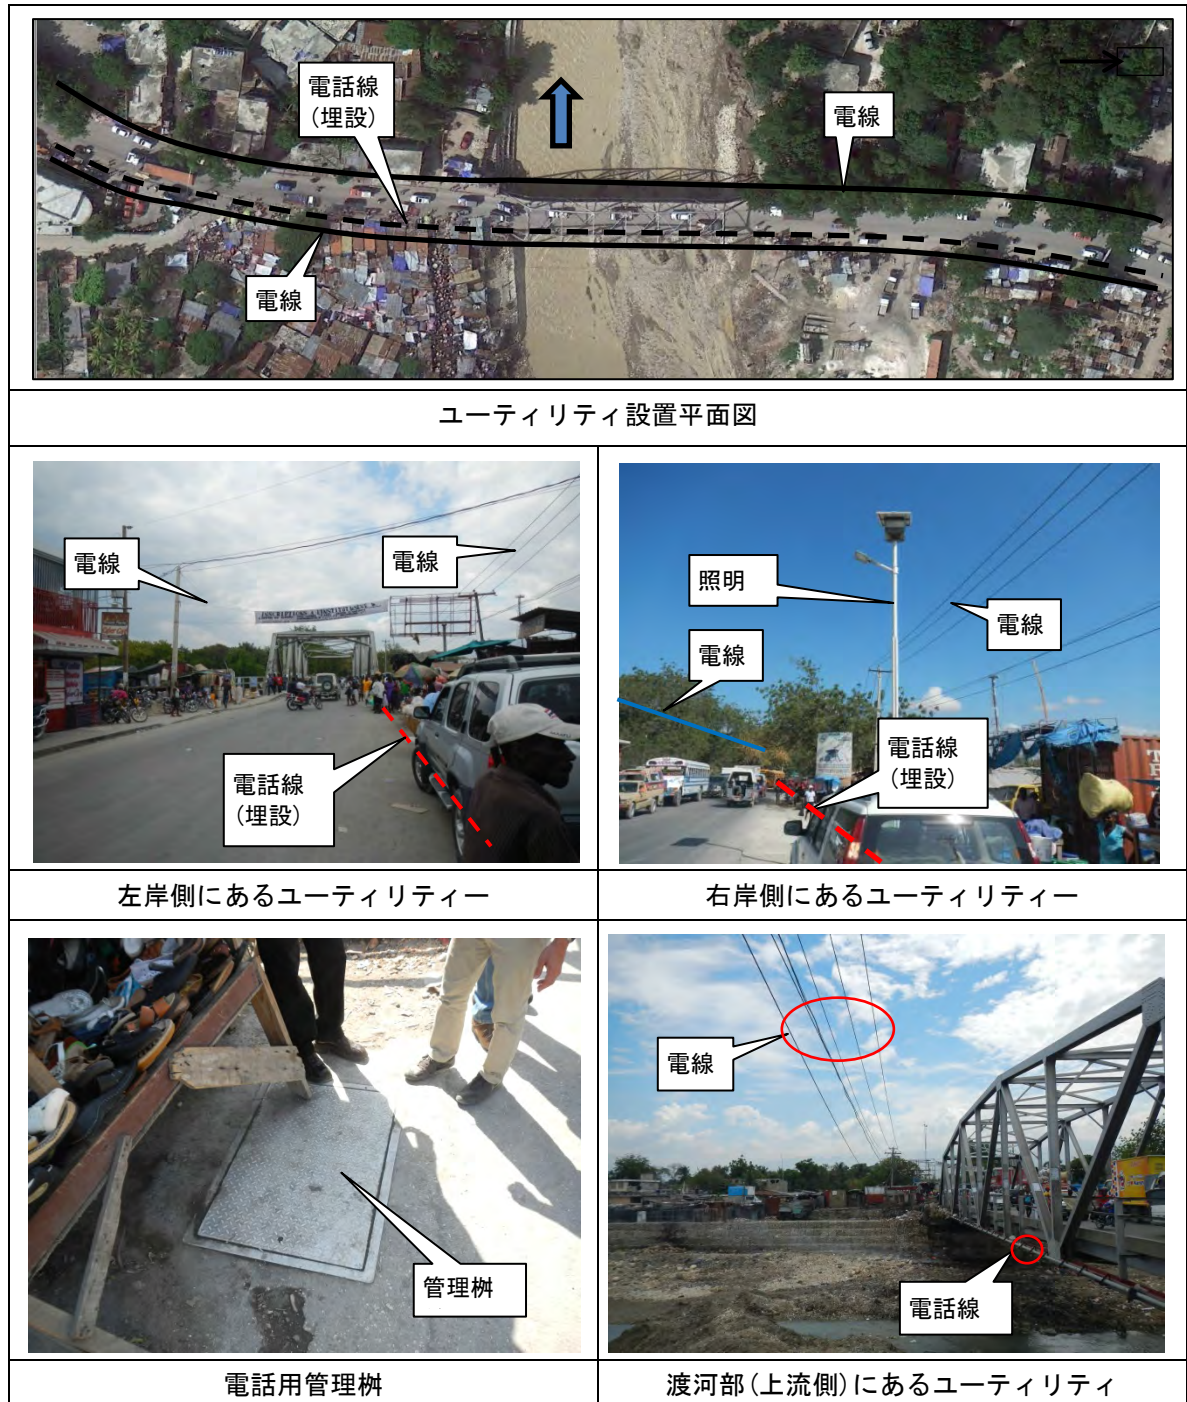 電話線
（埋設）
電線
電線
ユーティリティ設置平面図
電線
電線
電話線
（埋設）
照明
電線
電線
電話線
（埋設）
左岸側にあるユーティリティー
右岸側にあるユーティリティー
管理桝
電線
電話線
電話用管理桝
渡河部（上流側）にあるユーティリティ